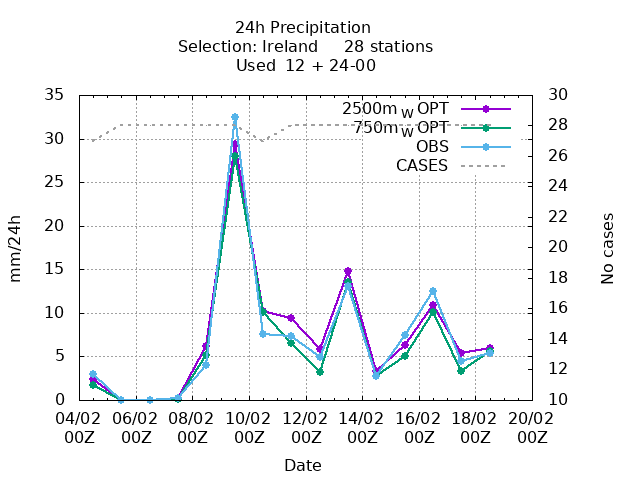 24h Precipitation
Selection: Ireland 28 stations
Used 12 + 24-00
35 30
30 28
25 26
20 24
15 22
10 20
5 18
0 16
14
12
10
2500m W OPT
750m W OPT
OBS
CASES
mm/24h
No cases
04/02 06/02 08/02 10/02 12/02 14/02 16/02 18/02 20/02
00Z 00Z 00Z 00Z 00Z 00Z 00Z 00Z 00Z
Date